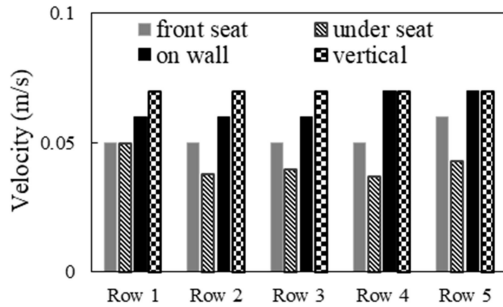 0.1
front seat
under seat
on wall
vertical
Velocity (m/s)
0.05
0
Row 1
Row 2
Row 3
Row 4
Row 5